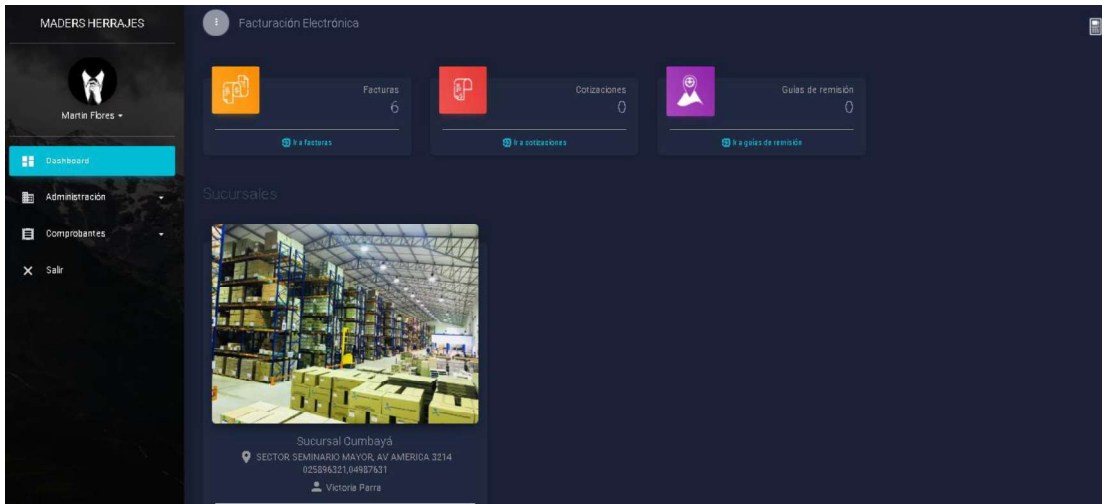 MADERS HERRAJES
Facturación Electrónica
Martin Flores
Dashboard
Administración
Comprobantes
Salir
Facturas
6
Ir a facturas
Cotizaciones
0
Ir a cotizaciones
Guías de remisión
0
Ir a guías de remisión
Sucursales
Sucursal Cumbayá
SECTOR SEMINARIO MAYOR, AV AMERICA 3214
025896321,04987631
Victoria Parra